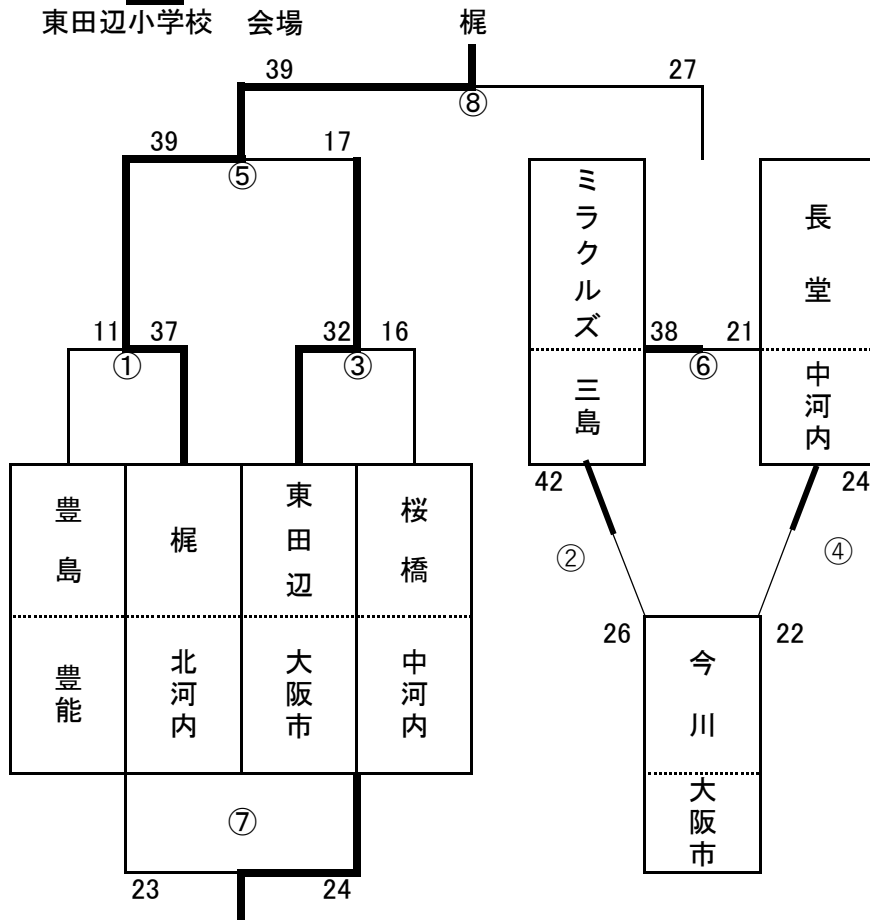 東田辺小学校 会場
梶
39
27
⑧
39
17
⑤
ミラクルズ
三島
長堂
中河内
11
37
①
32
16
③
38
21
⑥
豊島
豊能
梶
北河内
東田辺
大阪市
桜橋
中河内
42
24
②
④
26
22
今川
大阪市
⑦
23
24